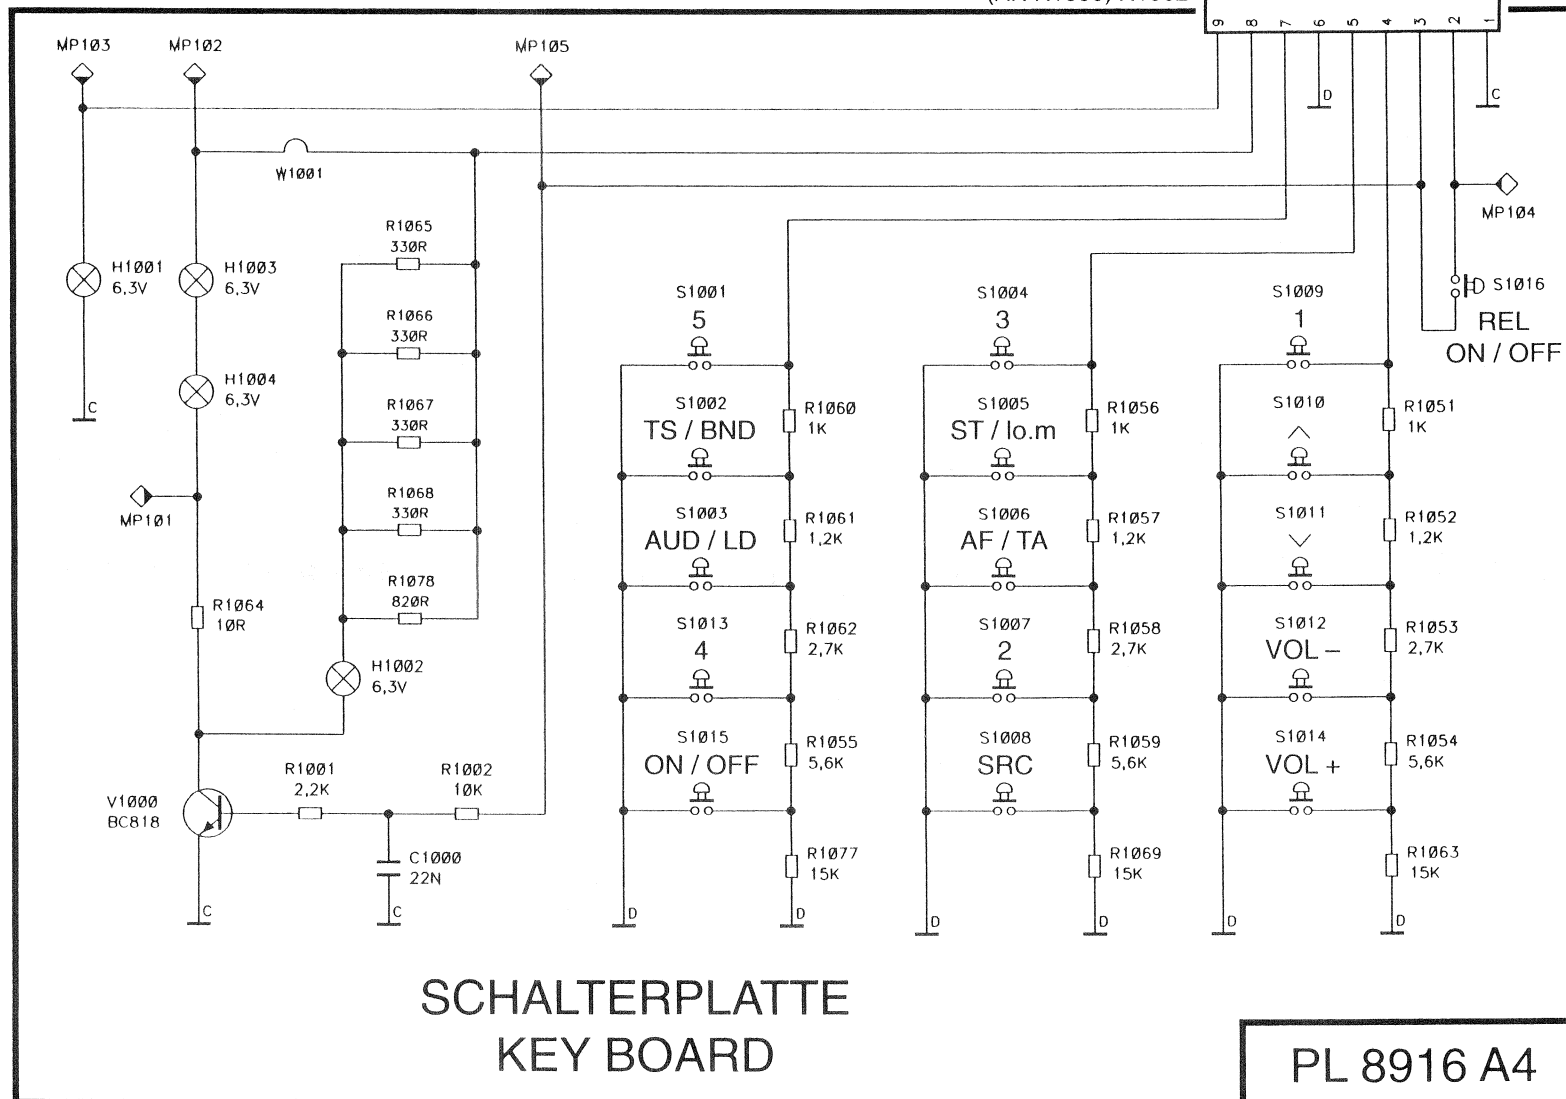 9 8 7 6 5 4 3 2 1
MP103 MP102 MP105
D C
W1001
MP104
R1065
330R
H1001
6,3V
H1003
6,3V
S1001
5
S1004
3
S1009
1
S1016
REL
ON / OFF
R1066
330R
H1004
6,3V
C
R1067
330R
S1002
TS / BND
R1060
1K
S1005
ST / lo.m
R1056
1K
S1010
R1051
1K
R1068
330R
MP101
S1003
AUD / LD
R1061
1,2K
S1006
AF / TA
R1057
1,2K
S1011
R1052
1,2K
R1078
820R
R1064
10R
S1013
4
R1062
2,7K
S1007
2
R1058
2,7K
S1012
VOL –
R1053
2,7K
H1002
6,3V
S1015
ON / OFF
R1055
5,6K
S1008
SRC
R1059
5,6K
S1014
VOL +
R1054
5,6K
R1001
2,2K
R1002
10K
V1000
BC818
C1000
22N
R1077
15K
R1069
15K
R1063
15K
C C D D D D D D
SCHALTERPLATTE
KEY BOARD
PL 8916 A4